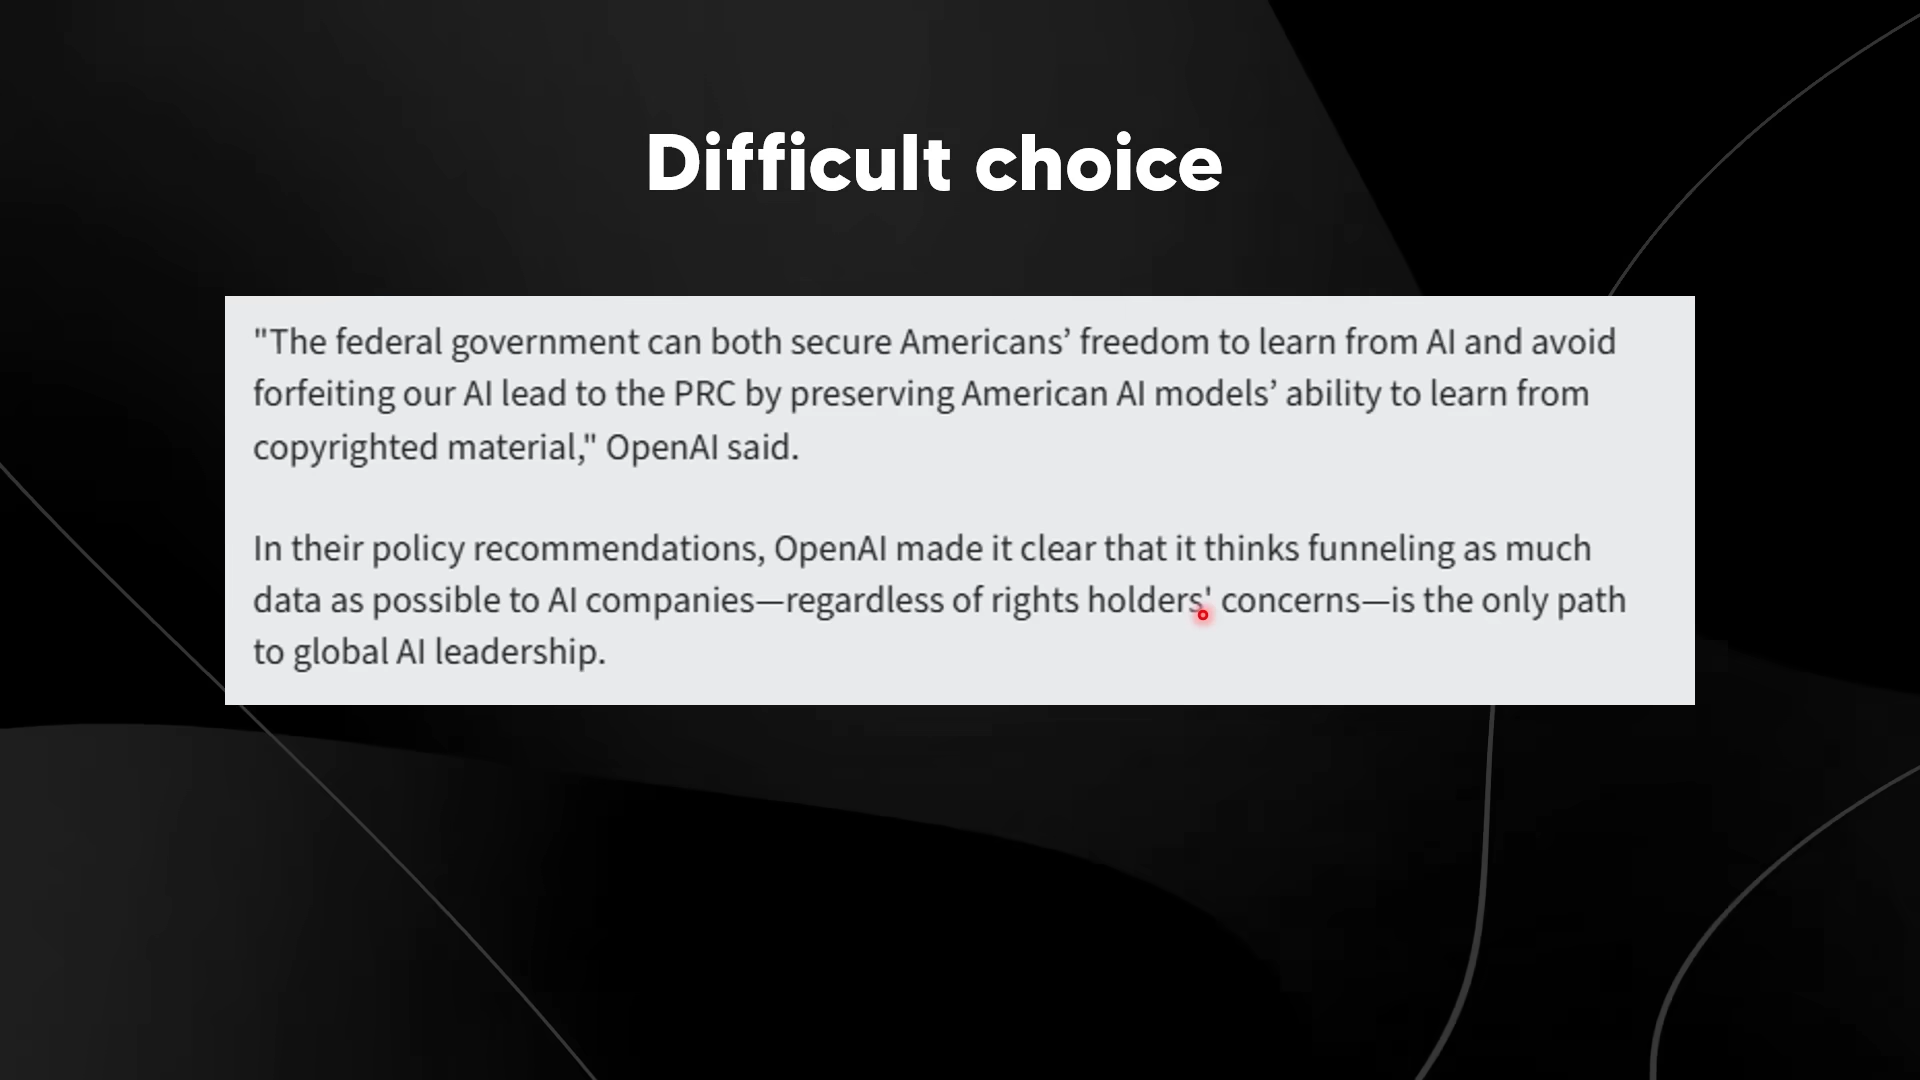 Difficult choice
"The federal government can both secure Americans’ freedom to learn from AI and avoid
forfeiting our AI lead to the PRC by preserving American AI models’ ability to learn from
copyrighted material," OpenAI said.
In their policy recommendations, OpenAI made it clear that it thinks funneling as much
data as possible to AI companies—regardless of rights holders' concerns—is the only path
to global AI leadership.